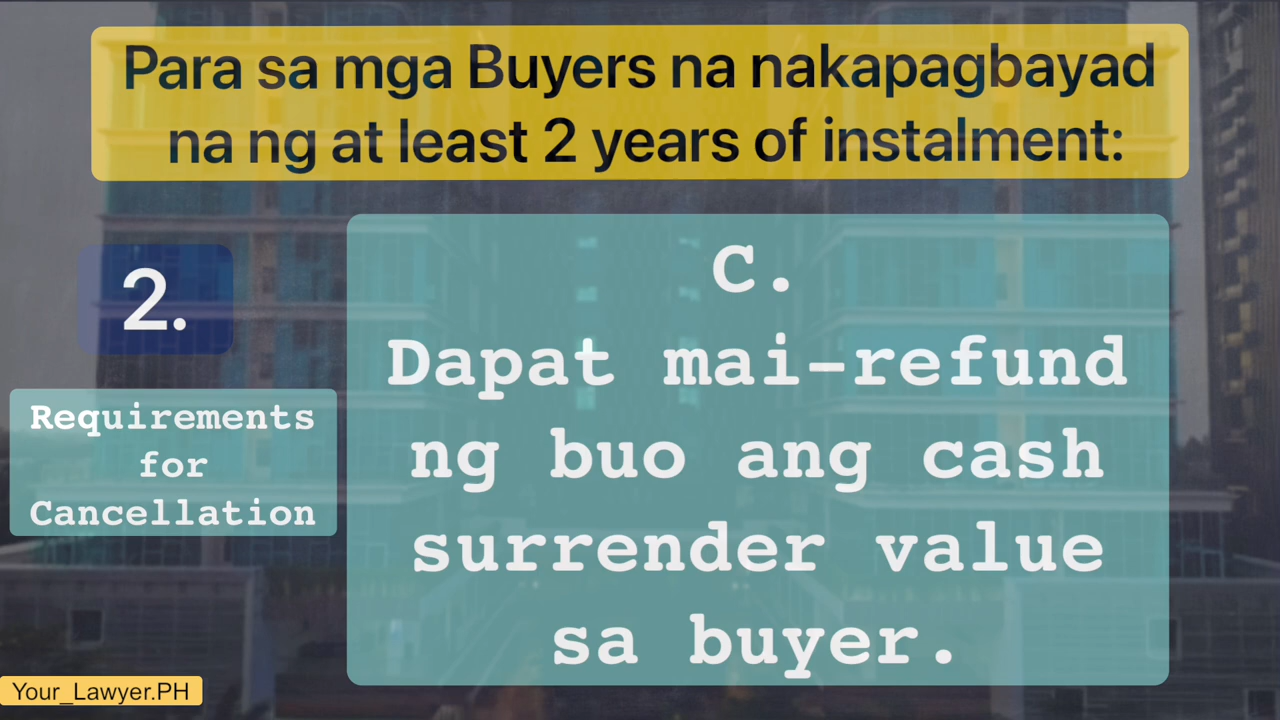 Para sa mga Buyers na nakapagbayad
na ng at least 2 years of instalment:
2.
Requirements
for
Cancellation
C.
Dapat mai-refund
ng buo ang cash
surrender value
sa buyer.
Your_Lawyer.PH